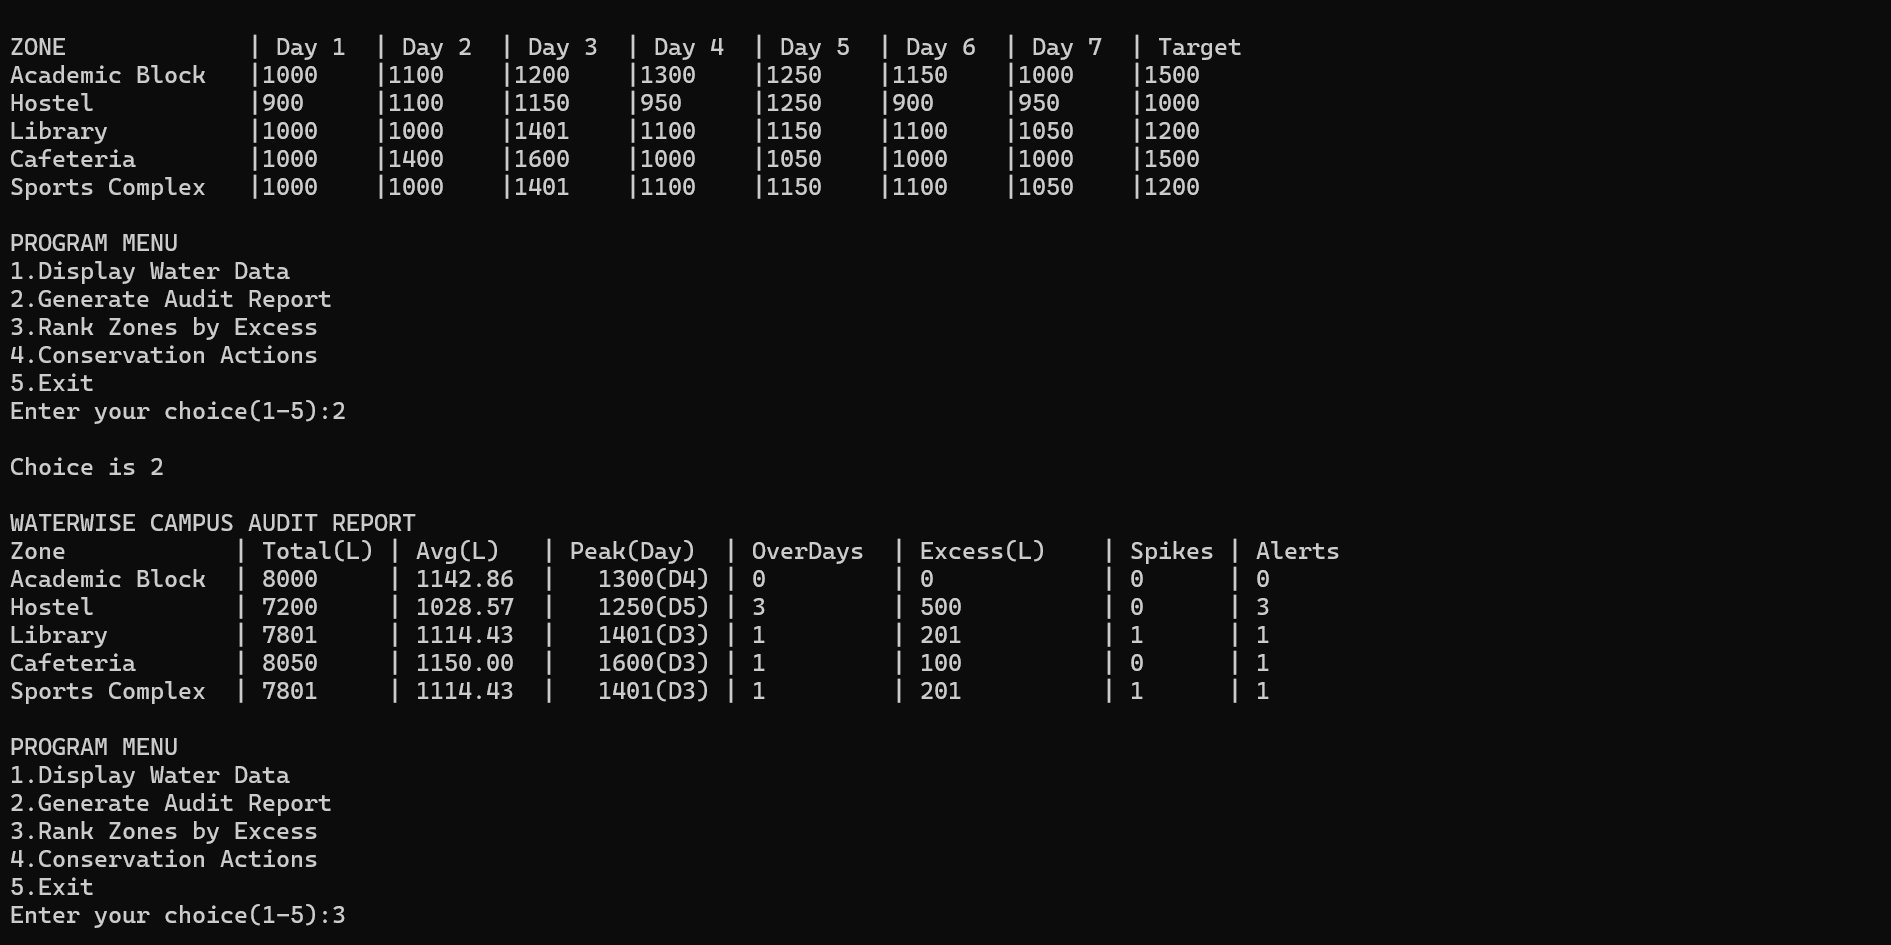 ZONE             | Day 1  | Day 2  | Day 3  | Day 4  | Day 5  | Day 6  | Day 7  | Target
Academic Block   |1000    |1100    |1200    |1300    |1250    |1150    |1000    |1500
Hostel           |900     |1100    |1150    |950     |1250    |900     |950     |1000
Library          |1000    |1000    |1401    |1100    |1150    |1100    |1050    |1200
Cafeteria        |1000    |1400    |1600    |1000    |1050    |1000    |1000    |1500
Sports Complex   |1000    |1000    |1401    |1100    |1150    |1100    |1050    |1200

PROGRAM MENU
1.Display Water Data
2.Generate Audit Report
3.Rank Zones by Excess
4.Conservation Actions
5.Exit
Enter your choice(1-5):2

Choice is 2

WATERWISE CAMPUS AUDIT REPORT
Zone            | Total(L) | Avg(L)   | Peak(Day)  | OverDays  | Excess(L)    | Spikes | Alerts
Academic Block  | 8000     | 1142.86  |   1300(D4) | 0         | 0            | 0      | 0
Hostel          | 7200     | 1028.57  |   1250(D5) | 3         | 500          | 0      | 3
Library         | 7801     | 1114.43  |   1401(D3) | 1         | 201          | 1      | 1
Cafeteria       | 8050     | 1150.00  |   1600(D3) | 1         | 100          | 0      | 1
Sports Complex  | 7801     | 1114.43  |   1401(D3) | 1         | 201          | 1      | 1

PROGRAM MENU
1.Display Water Data
2.Generate Audit Report
3.Rank Zones by Excess
4.Conservation Actions
5.Exit
Enter your choice(1-5):3